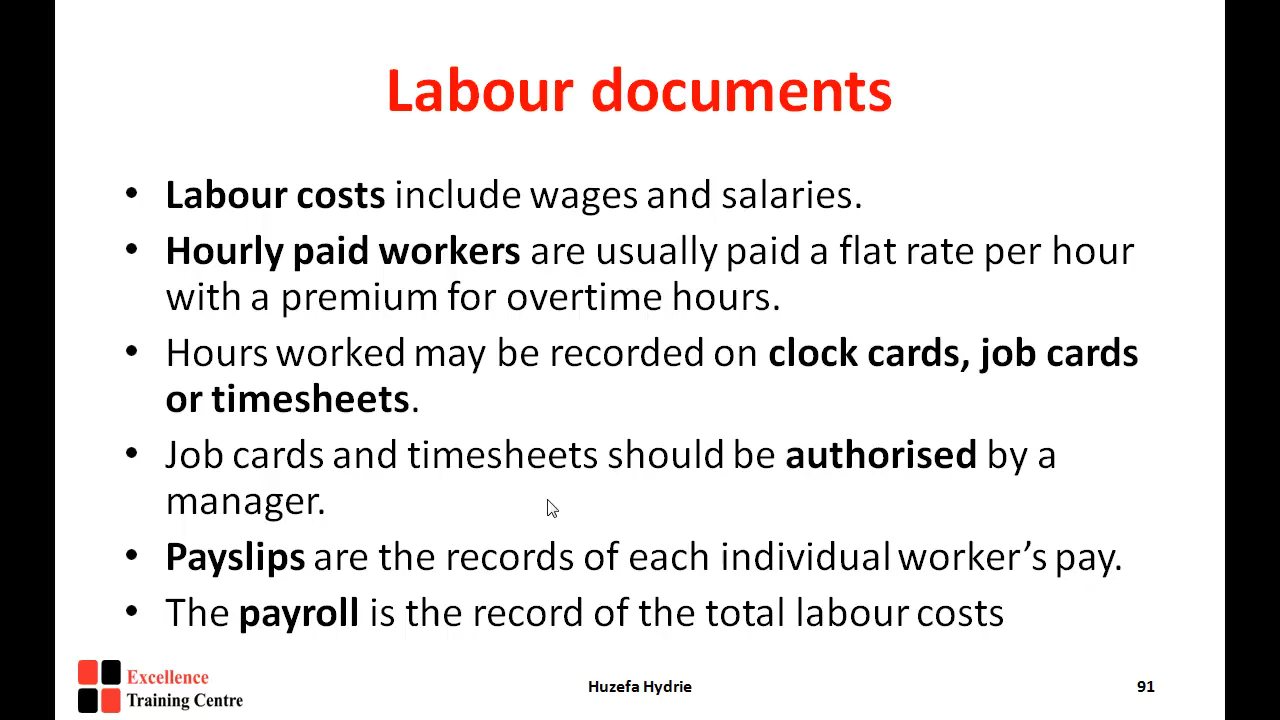 Labour documents
• Labour costs include wages and salaries.
• Hourly paid workers are usually paid a flat rate per hour
with a premium for overtime hours.
• Hours worked may be recorded on clock cards, job cards
or timesheets.
• Job cards and timesheets should be authorised by a
manager.
• Payslips are the records of each individual worker’s pay.
• The payroll is the record of the total labour costs
Excellence
Training Centre
Huzefa Hydrie
91